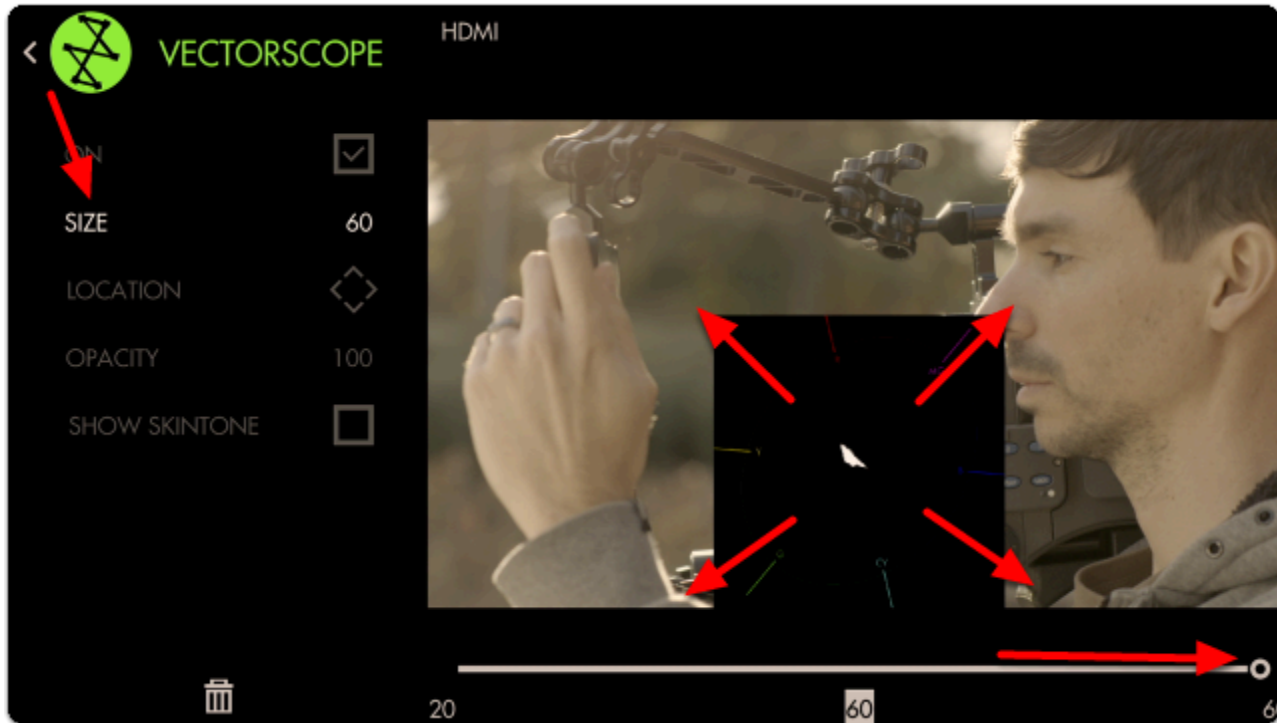 VECTORSCOPE
HDMI
ON
SIZE 60
LOCATION
OPACITY 100
SHOW SKINTONE
20 60